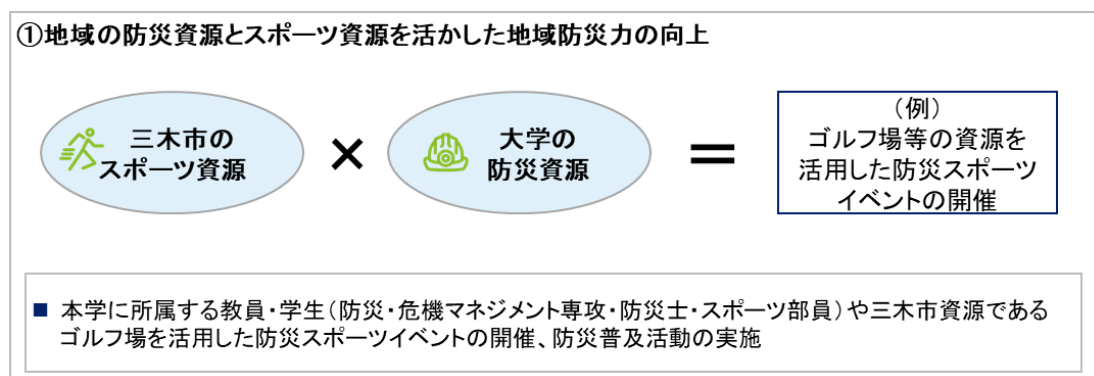 ①地域の防災資源とスポーツ資源を活かした地域防災力の向上
三木市の
スポーツ資源
×
大学の
防災資源
＝
（例）
ゴルフ場等の資源を
活用した防災スポーツ
イベントの開催
■ 本学に所属する教員・学生（防災・危機マネジメント専攻・防災士・スポーツ部員）や三木市資源である
ゴルフ場を活用した防災スポーツイベントの開催、防災普及活動の実施